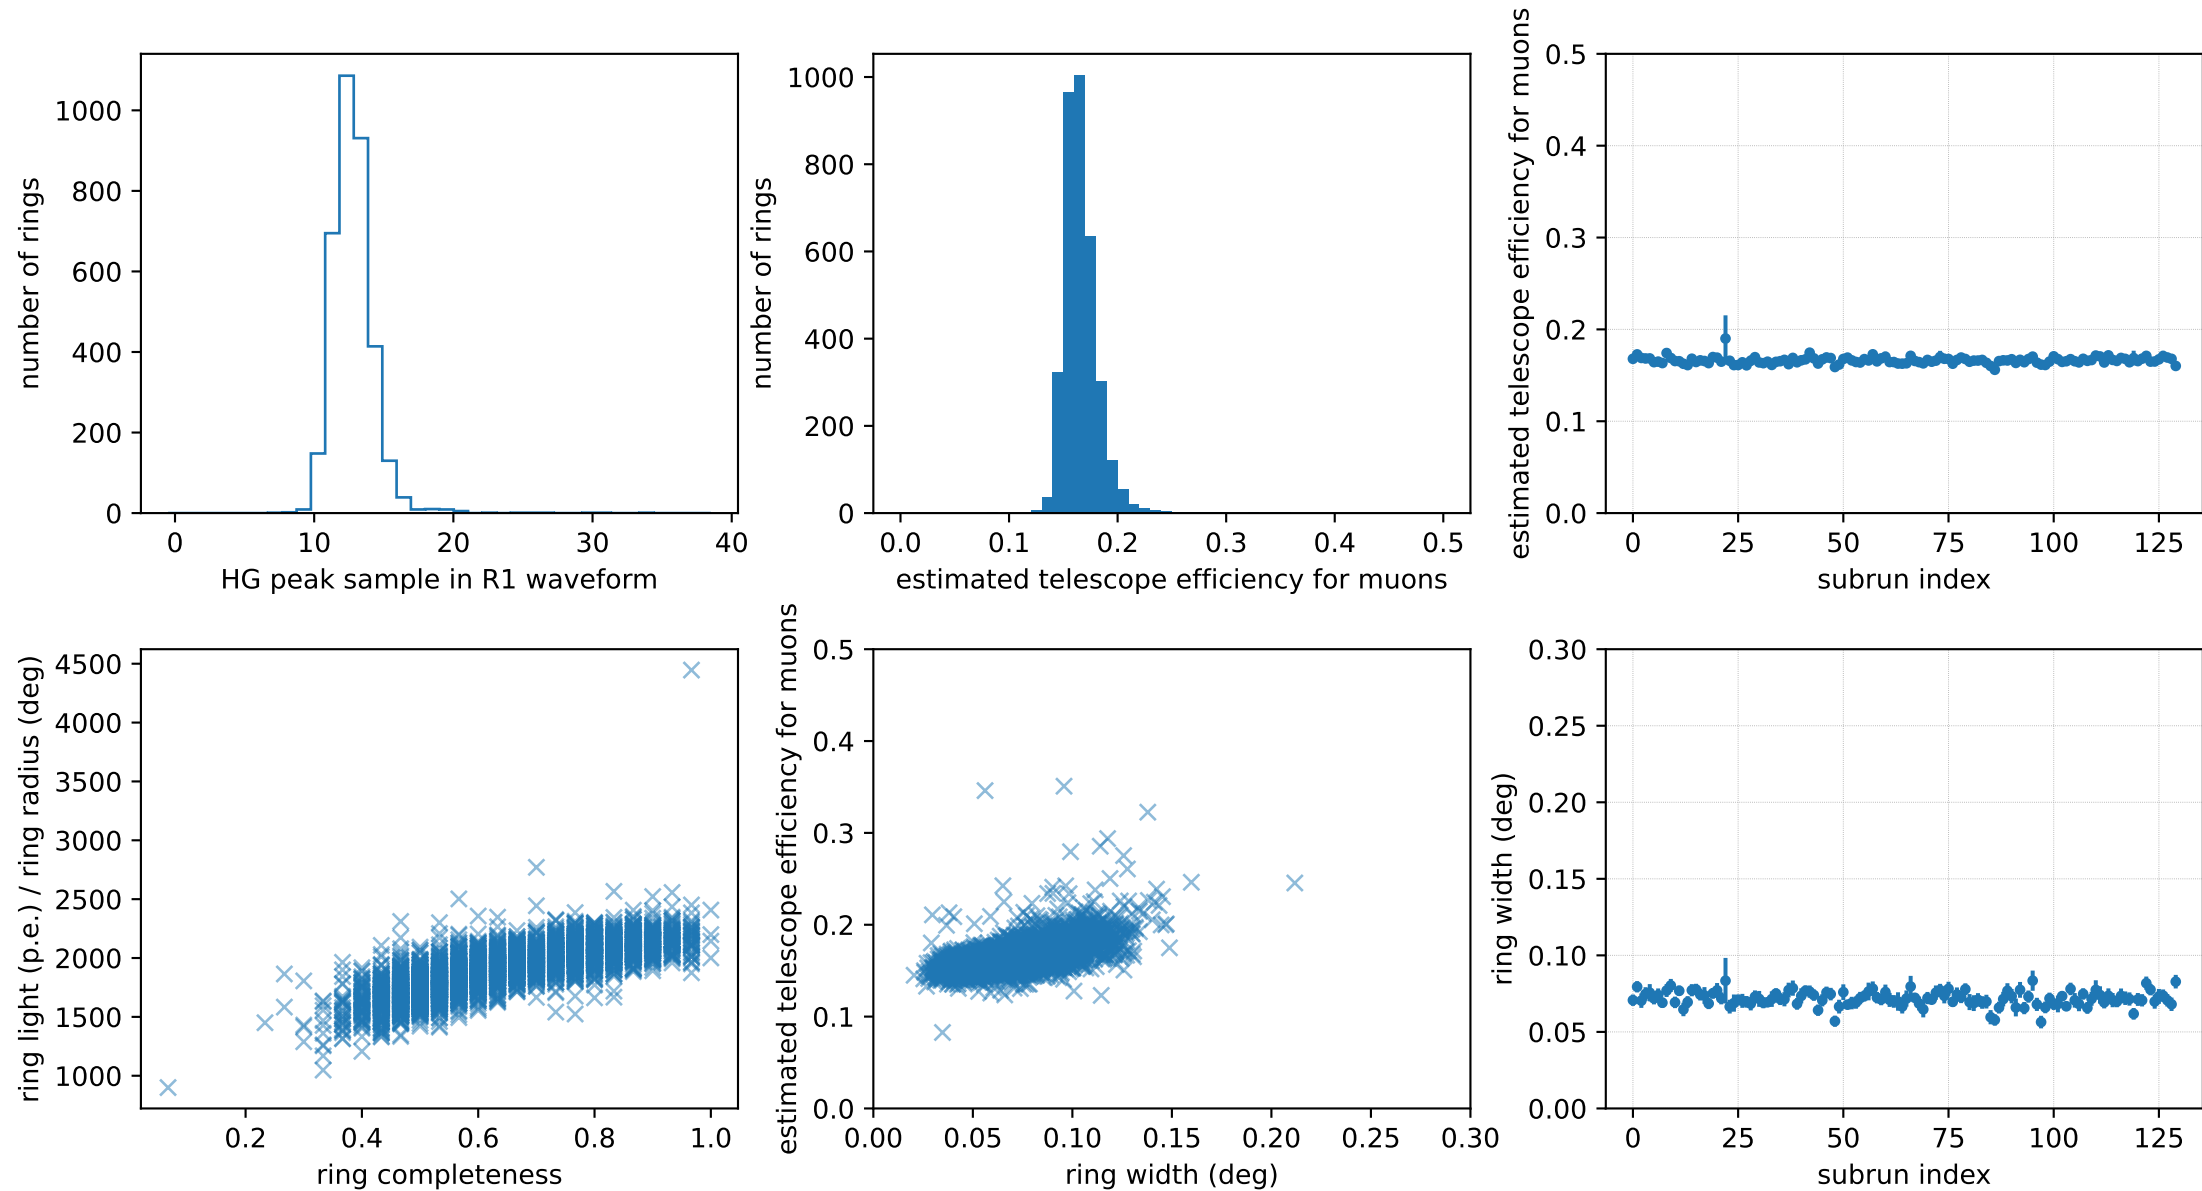 number of rings
1000
800
600
400
200
0
0 10 20 30 40
HG peak sample in R1 waveform
number of rings
1000
800
600
400
200
0
0.0 0.1 0.2 0.3 0.4 0.5
estimated telescope efficiency for muons
estimated telescope efficiency for muons
0.5
0.4
0.3
0.2
0.1
0.0
0 25 50 75 100 125
subrun index
ring light (p.e.) / ring radius (deg)
4500
4000
3500
3000
2500
2000
1500
1000
0.2 0.4 0.6 0.8 1.0
ring completeness
estimated telescope efficiency for muons
0.5
0.4
0.3
0.2
0.1
0.0
0.00 0.05 0.10 0.15 0.20 0.25 0.30
ring width (deg)
ring width (deg)
0.30
0.25
0.20
0.15
0.10
0.05
0.00
0 25 50 75 100 125
subrun index